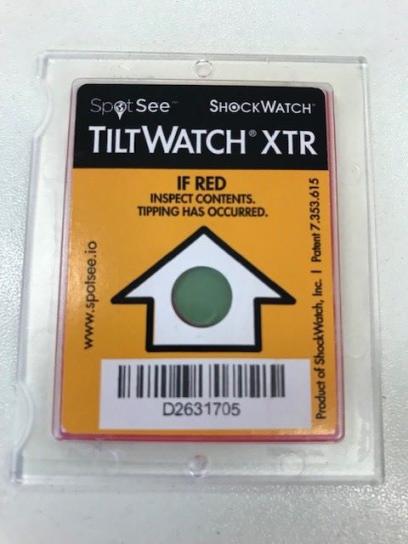 SpotSee™ SHOCKWATCH®
TILTWATCH® XTR
IF RED
INSPECT CONTENTS.
TIPPING HAS OCCURRED.
www.spotsee.io
Product of ShockWatch, Inc. | Patent 7,353,615
D2631705